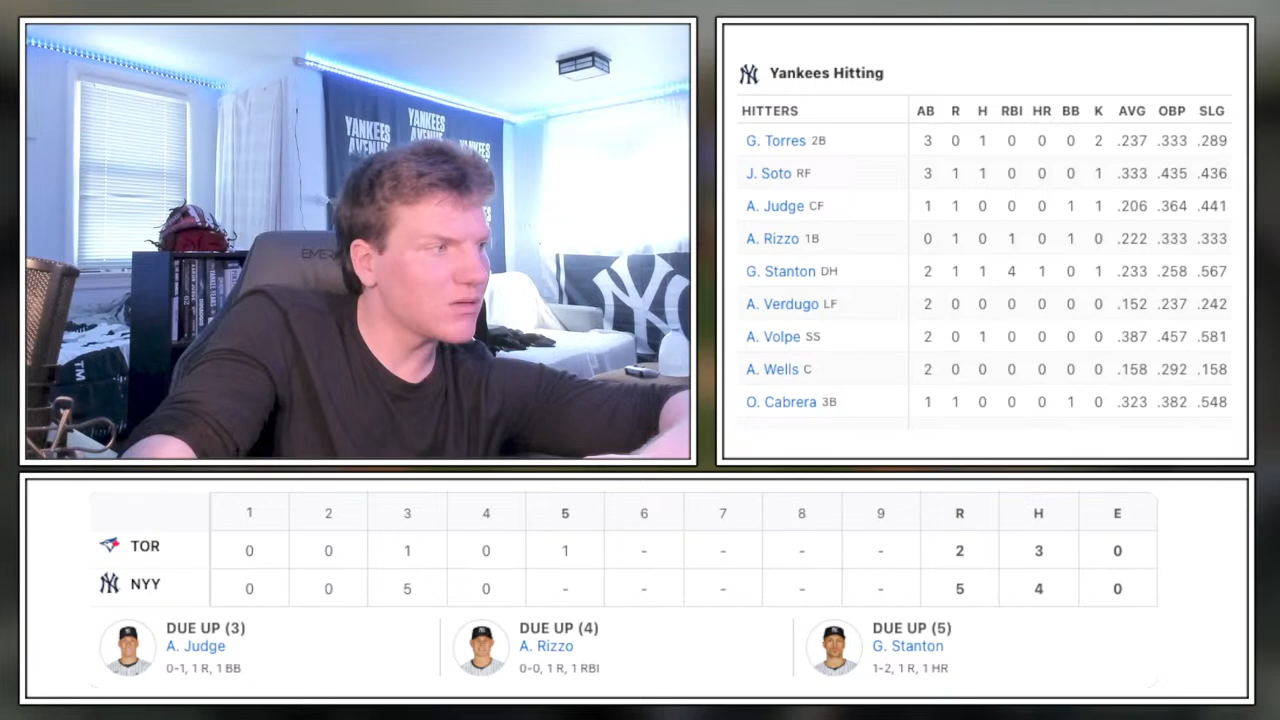 YANKEES
AVENUE
YANKEES
AVENUE
Yankees Hitting
HITTERS AB R H RBI HR BB K AVG OBP SLG
G. Torres 2B 3 0 1 0 0 0 2 .237 .333 .289
J. Soto RF 3 1 1 0 0 0 1 .333 .435 .436
A. Judge CF 1 1 0 0 0 1 1 .206 .364 .441
A. Rizzo 1B 0 1 0 1 0 1 0 .222 .333 .333
G. Stanton DH 2 1 1 4 1 0 1 .233 .258 .567
A. Verdugo LF 2 0 0 0 0 0 0 .152 .237 .242
A. Volpe SS 2 0 1 0 0 0 0 .387 .457 .581
A. Wells C 2 0 0 0 0 0 0 .158 .292 .158
O. Cabrera 3B 1 1 0 0 0 1 0 .323 .382 .548
1 2 3 4 5 6 7 8 9 R H E
TOR 0 0 1 0 1 - - - - 2 3 0
NYY 0 0 5 0 - - - - - 5 4 0
DUE UP (3) DUE UP (4) DUE UP (5)
A. Judge A. Rizzo G. Stanton
0-1, 1 R, 1 BB 0-0, 1 R, 1 RBI 1-2, 1 R, 1 HR